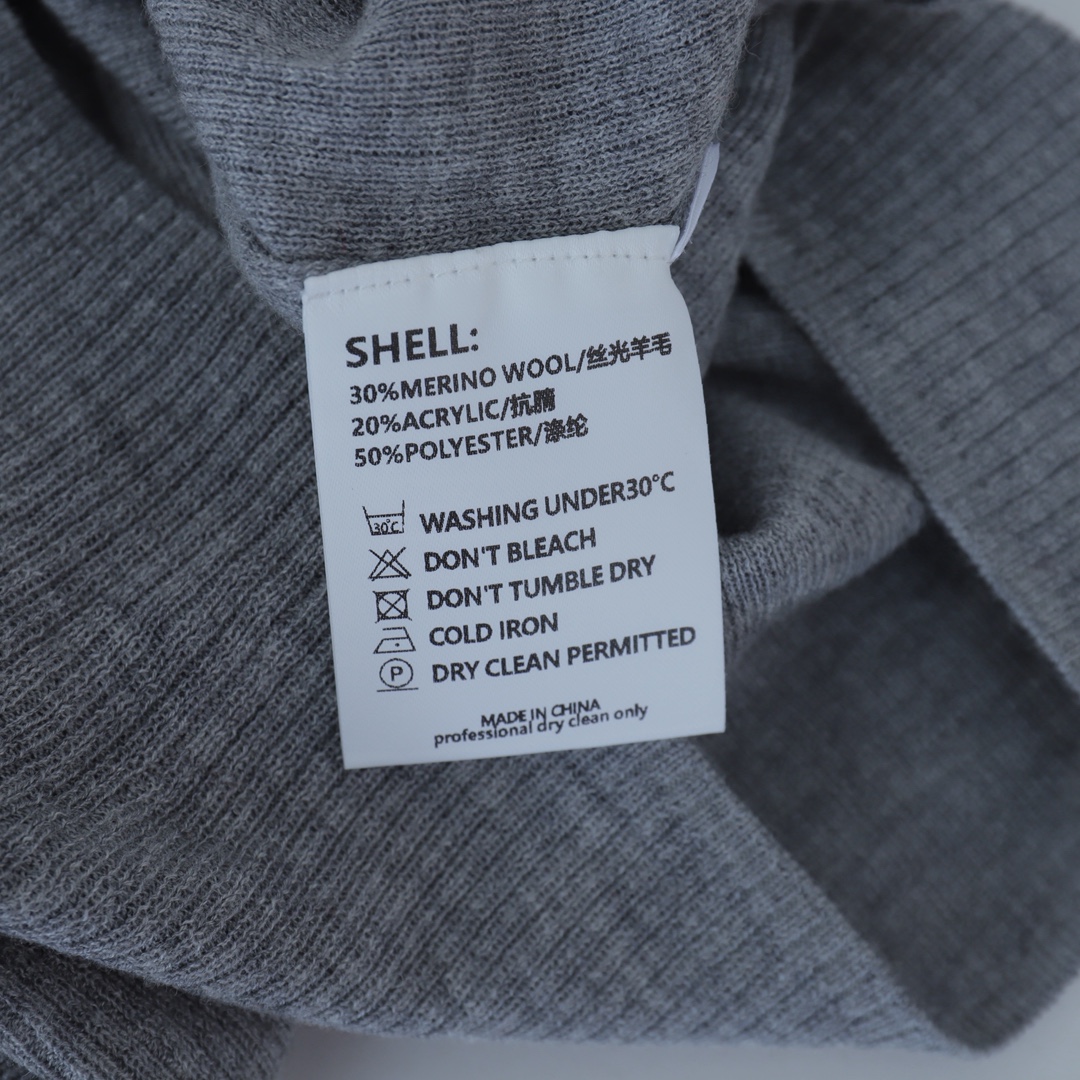 SHELL:
30%MERINO WOOL/丝光羊毛
20%ACRYLIC/抗腈
50%POLYESTER/涤纶
30°C WASHING UNDER30°C
DON'T BLEACH
DON'T TUMBLE DRY
COLD IRON
P DRY CLEAN PERMITTED
MADE IN CHINA
professional dry clean only